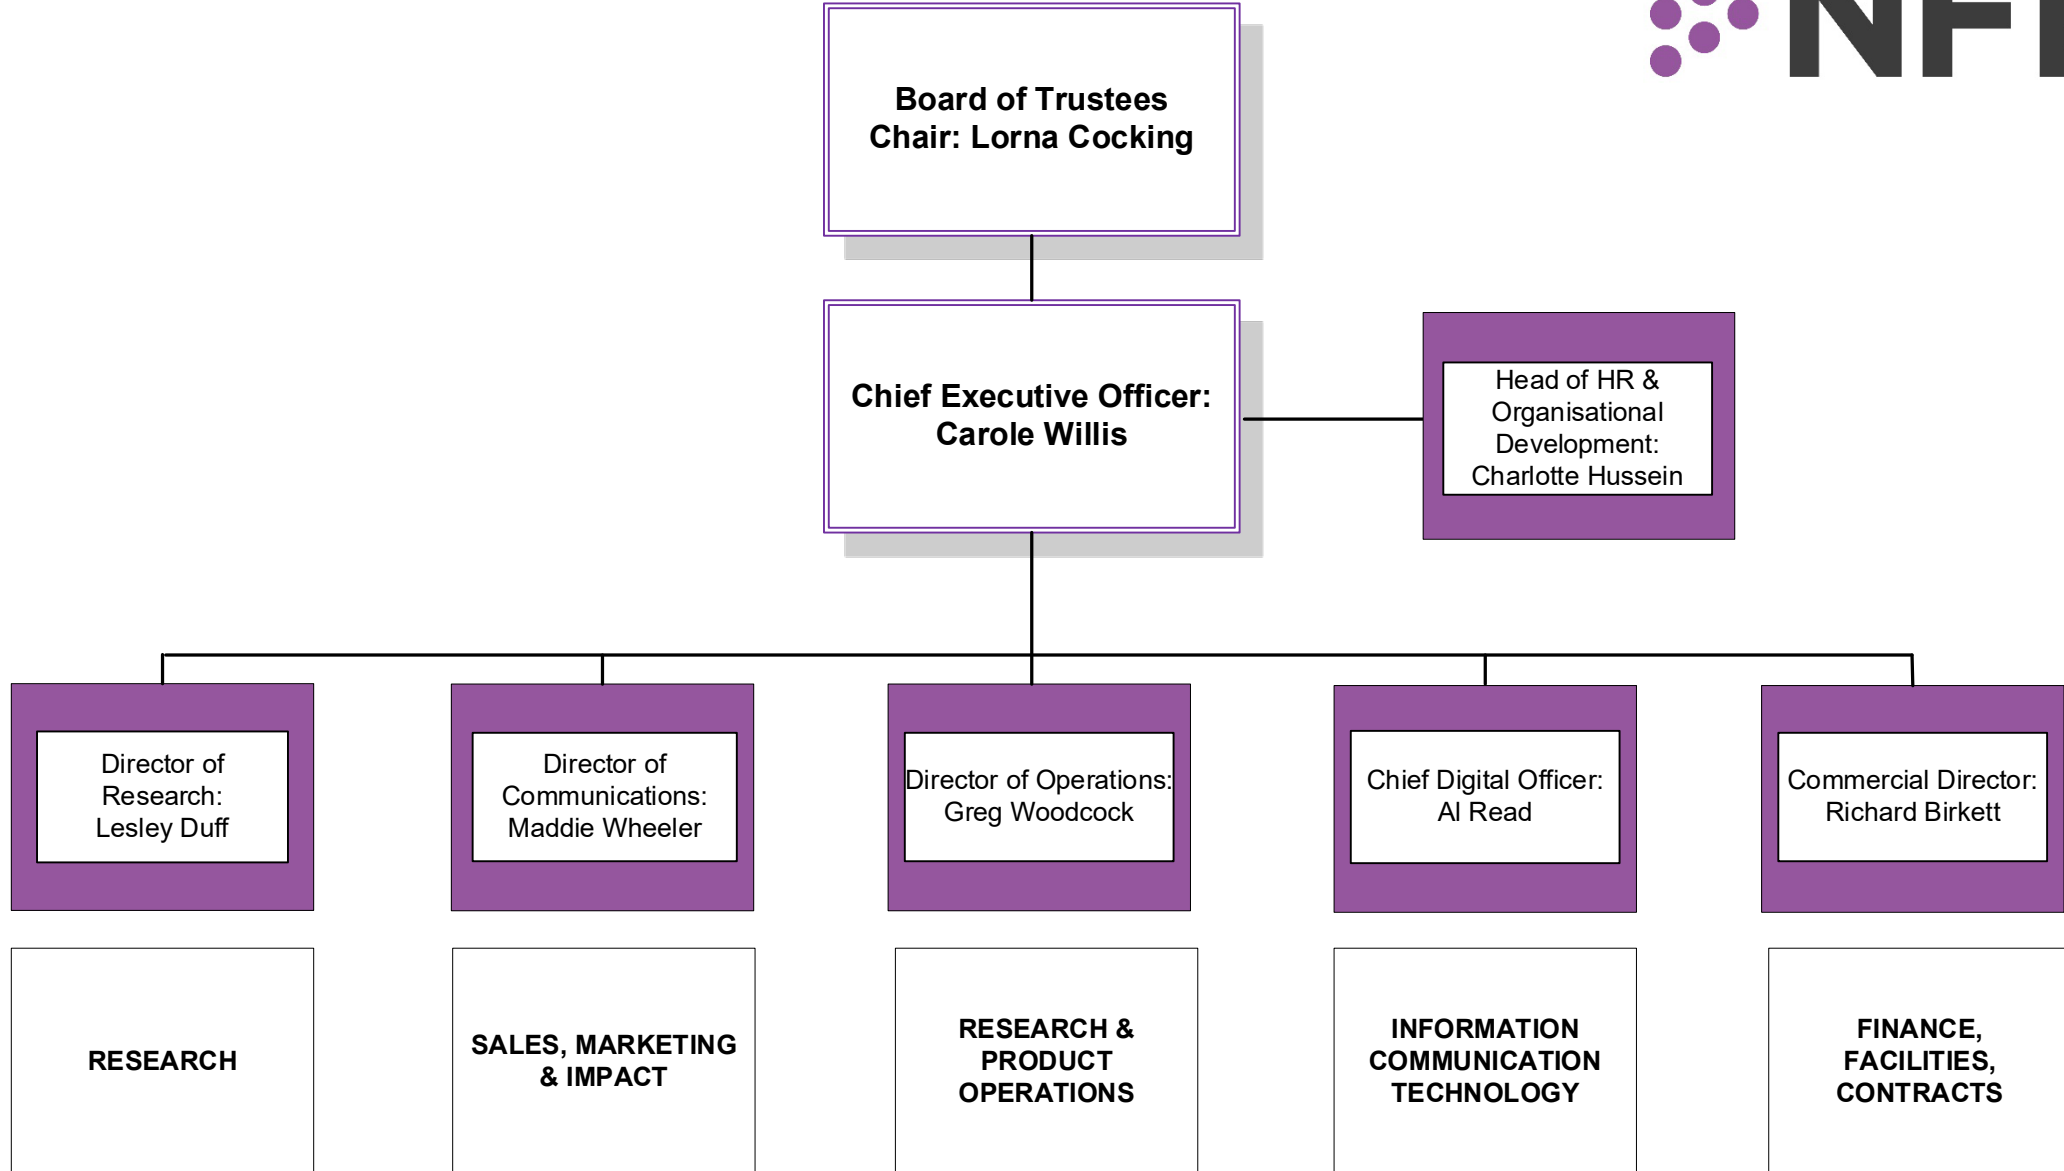 NF
Board of Trustees
Chair: Lorna Cocking
Chief Executive Officer:
Carole Willis
Head of HR &
Organisational
Development:
Charlotte Hussein
Director of
Research:
Lesley Duff
Director of
Communications:
Maddie Wheeler
Director of Operations:
Greg Woodcock
Chief Digital Officer:
Al Read
Commercial Director:
Richard Birkett
RESEARCH
SALES, MARKETING
& IMPACT
RESEARCH &
PRODUCT
OPERATIONS
INFORMATION
COMMUNICATION
TECHNOLOGY
FINANCE,
FACILITIES,
CONTRACTS